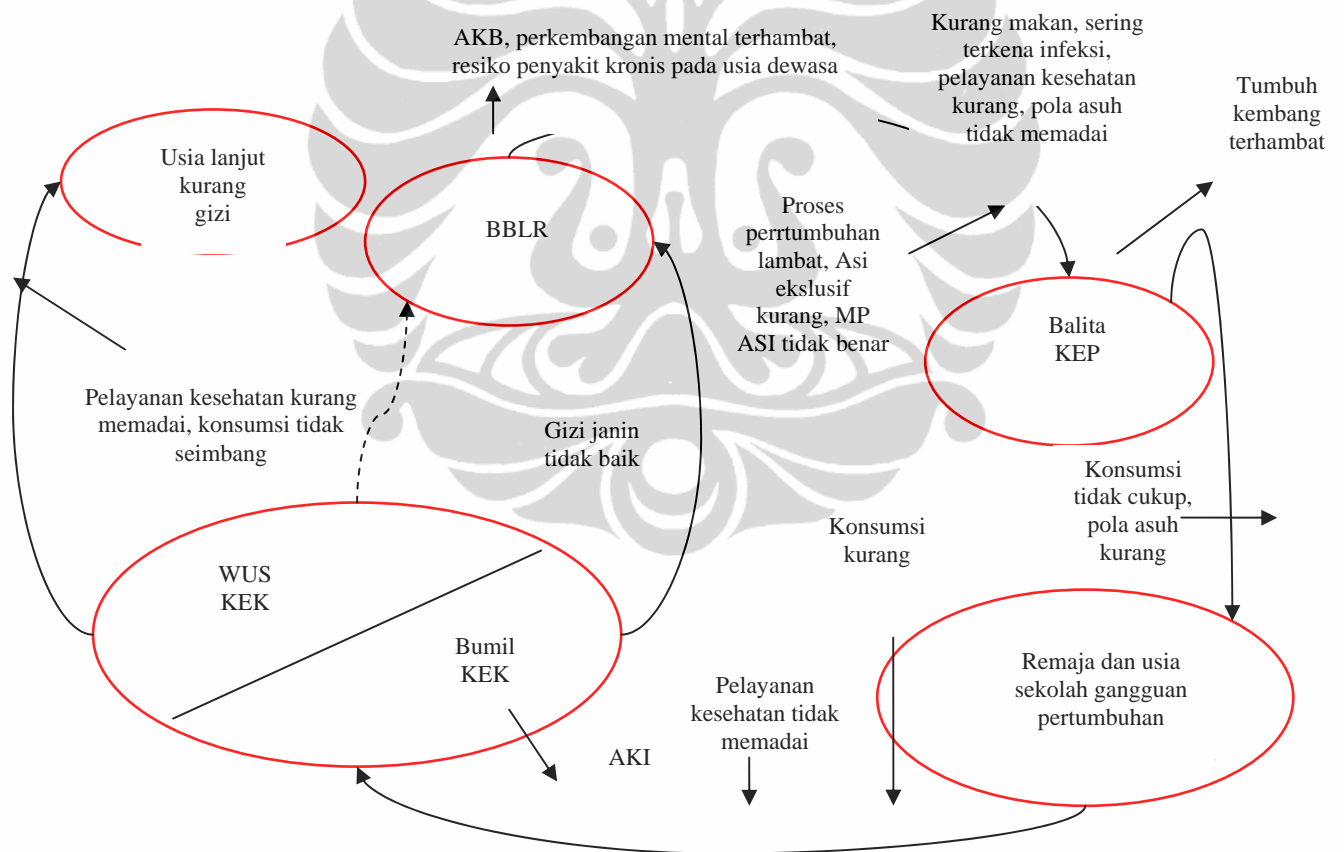 AKB, perkembangan mental terhambat,
resiko penyakit kronis pada usia dewasa
Kurang makan, sering
terkena infeksi,
pelayanan kesehatan
kurang, pola asuh
tidak memadai
Tumbuh
kembang
terhambat
Usia lanjut
kurang
gizi
BBLR
Proses
perrtumbuhan
lambat, Asi
ekslusif
kurang, MP
ASI tidak benar
Balita
KEP
Pelayanan kesehatan kurang
memadai, konsumsi tidak
seimbang
Gizi janin
tidak baik
Konsumsi
tidak cukup,
pola asuh
kurang
Konsumsi
kurang
WUS
KEK
Bumil
KEK
AKI
Pelayanan
kesehatan tidak
memadai
Remaja dan usia
sekolah gangguan
pertumbuhan